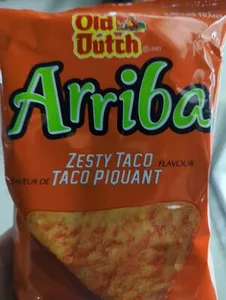 Old
Dutch
Arriba
ZESTY TACO FLAVOUR
SAVEUR DE TACO PIQUANT